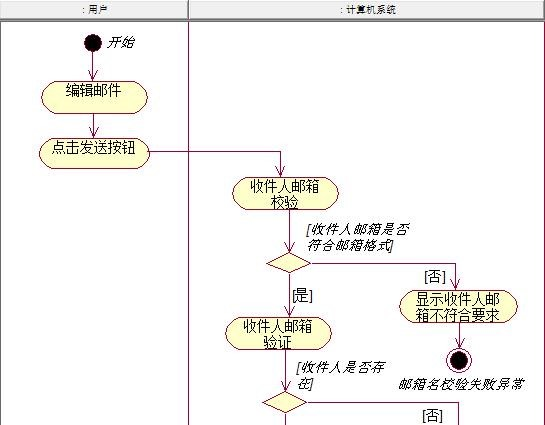 : 用户
: 计算机系统
开始
编辑邮件
点击发送按钮
收件人邮箱
校验
[收件人邮箱是否
符合邮箱格式]
[否]
[是]
显示收件人邮
箱不符合要求
收件人邮箱
验证
[收件人是否存
在]
邮箱名校验失败异常
[否]